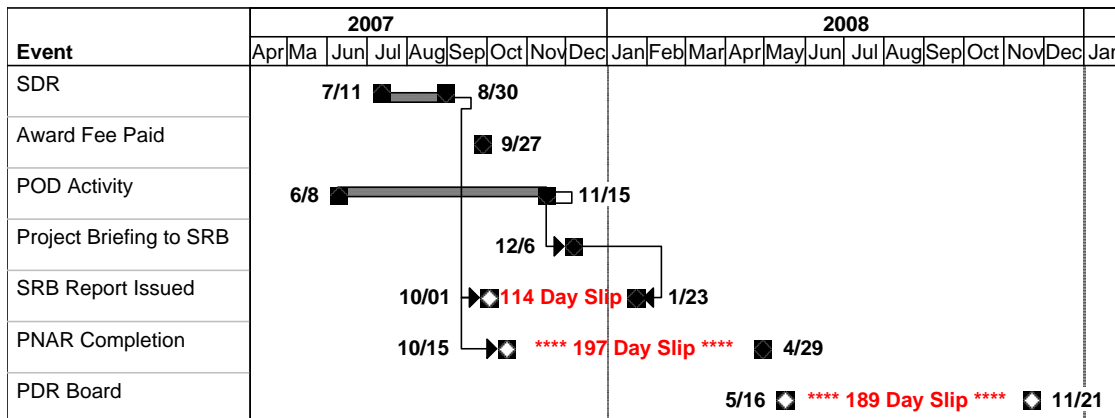 2007 2008
Event Apr Ma Jun Jul Aug Sep Oct Nov Dec Jan Feb Mar Apr May Jun Jul Aug Sep Oct Nov Dec Jan
SDR 7/11 8/30
Award Fee Paid 9/27
POD Activity 6/8 11/15
Project Briefing to SRB 12/6
SRB Report Issued 10/01 114 Day Slip 1/23
PNAR Completion 10/15 **** 197 Day Slip **** 4/29
PDR Board 5/16 **** 189 Day Slip **** 11/21